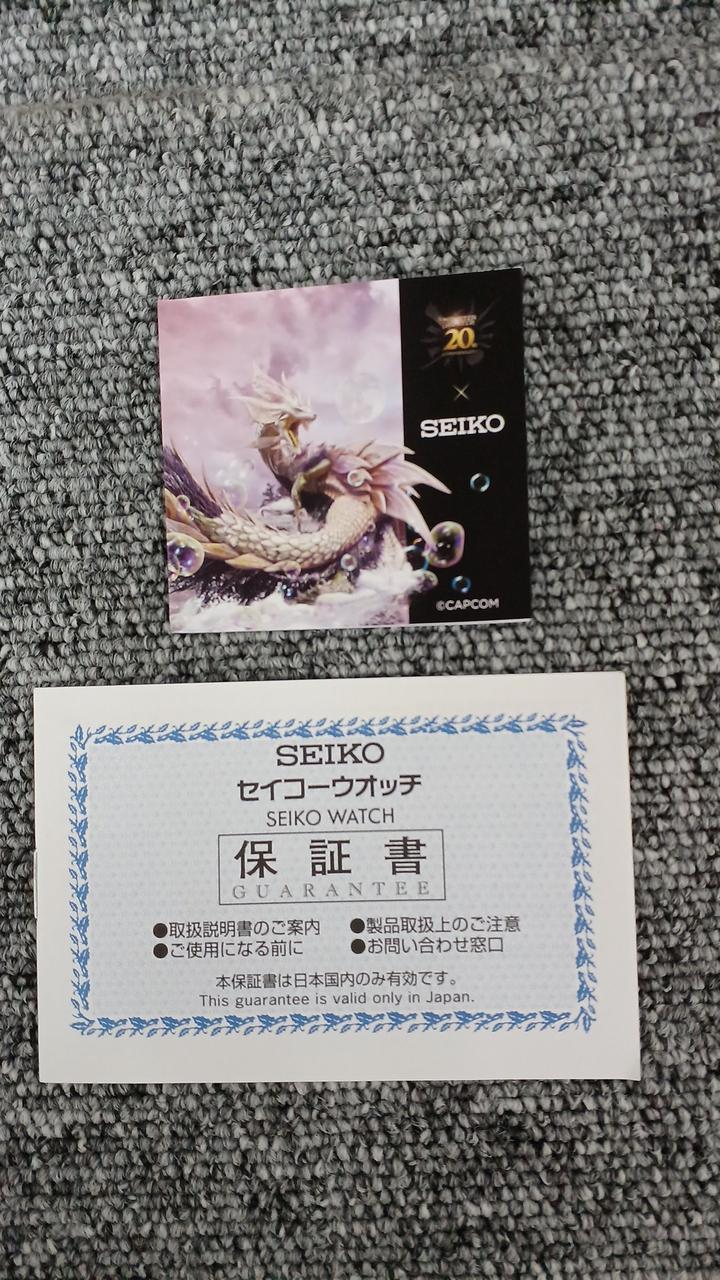 20
×
SEIKO
©CAPCOM
SEIKO
セイコーウオッチ
SEIKO WATCH
保証書
GUARANTEE
●取扱説明書のご案内 ●製品取扱上のご注意
●ご使用になる前に ●お問い合わせ窓口
本保証書は日本国内のみ有効です。
This guarantee is valid only in Japan.